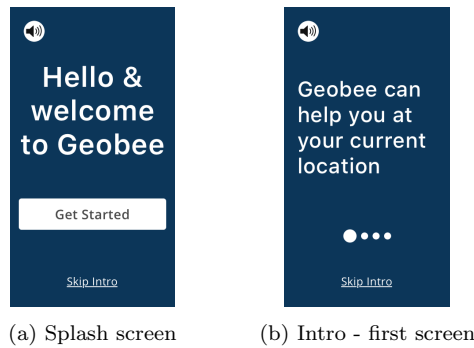 Hello &
welcome
to Geobee
Get Started
Skip Intro
(a) Splash screen
Geobee can
help you at
your current
location
Skip Intro
(b) Intro - first screen